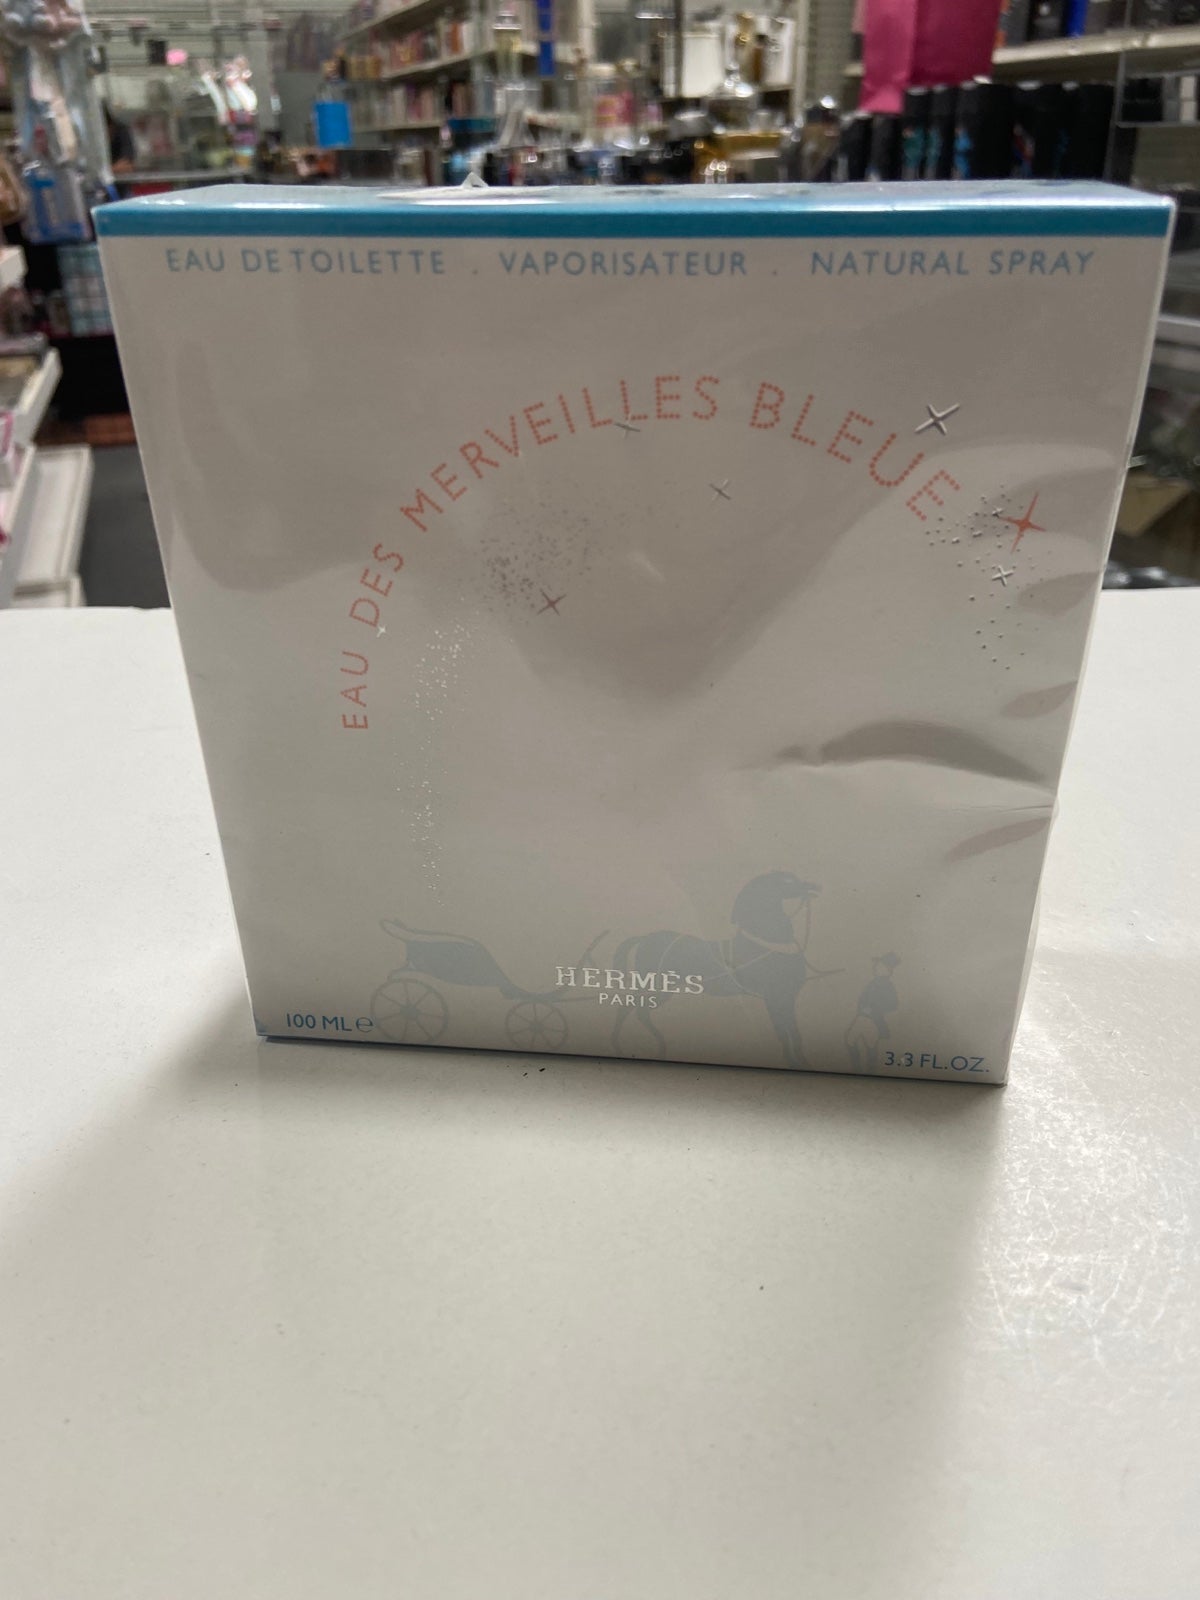 EAU DE TOILETTE . VAPORISATEUR . NATURAL SPRAY
EAU DES MERVEILLES BLEUE
HERMÈS
PARIS
100 ML e
3.3 FL.OZ.